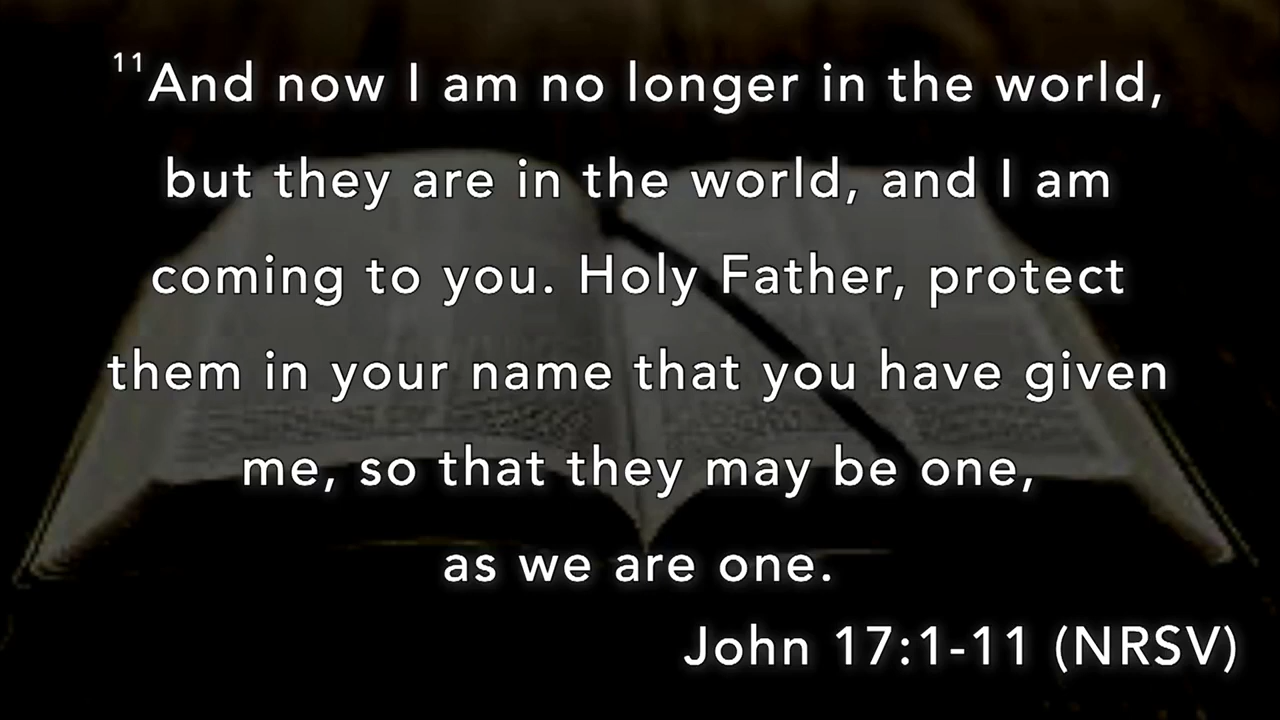 11And now I am no longer in the world,
but they are in the world, and I am
coming to you. Holy Father, protect
them in your name that you have given
me, so that they may be one,
as we are one.
John 17:1-11 (NRSV)